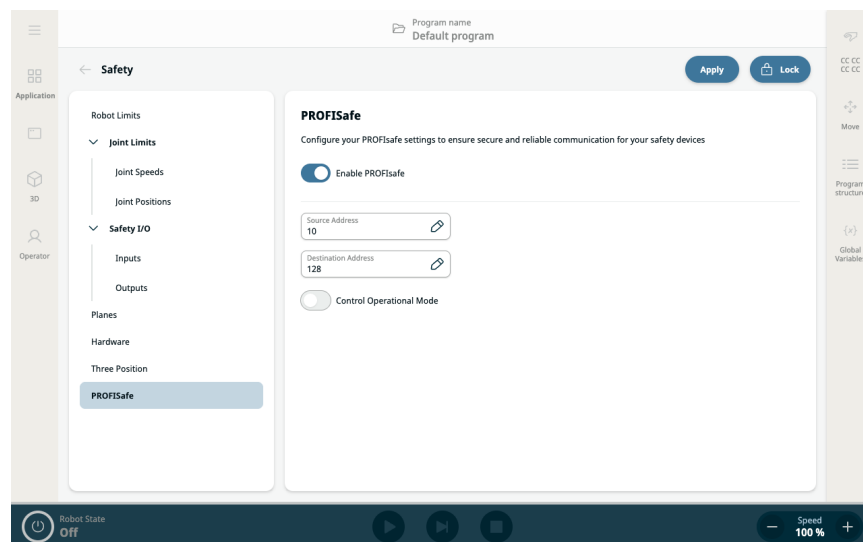 Program name
Default program
Safety
Apply
Lock
Application
3D
Operator
Robot Limits
Joint Limits
Joint Speeds
Joint Positions
Safety I/O
Inputs
Outputs
Planes
Hardware
Three Position
PROFISafe
PROFISafe
Configure your PROFIsafe settings to ensure secure and reliable communication for your safety devices
Enable PROFIsafe
Source Address
10
Destination Address
128
Control Operational Mode
CC CC
CC CC
Move
Program
structure
{x}
Global
Variable
Robot State
Off
Speed
100 %